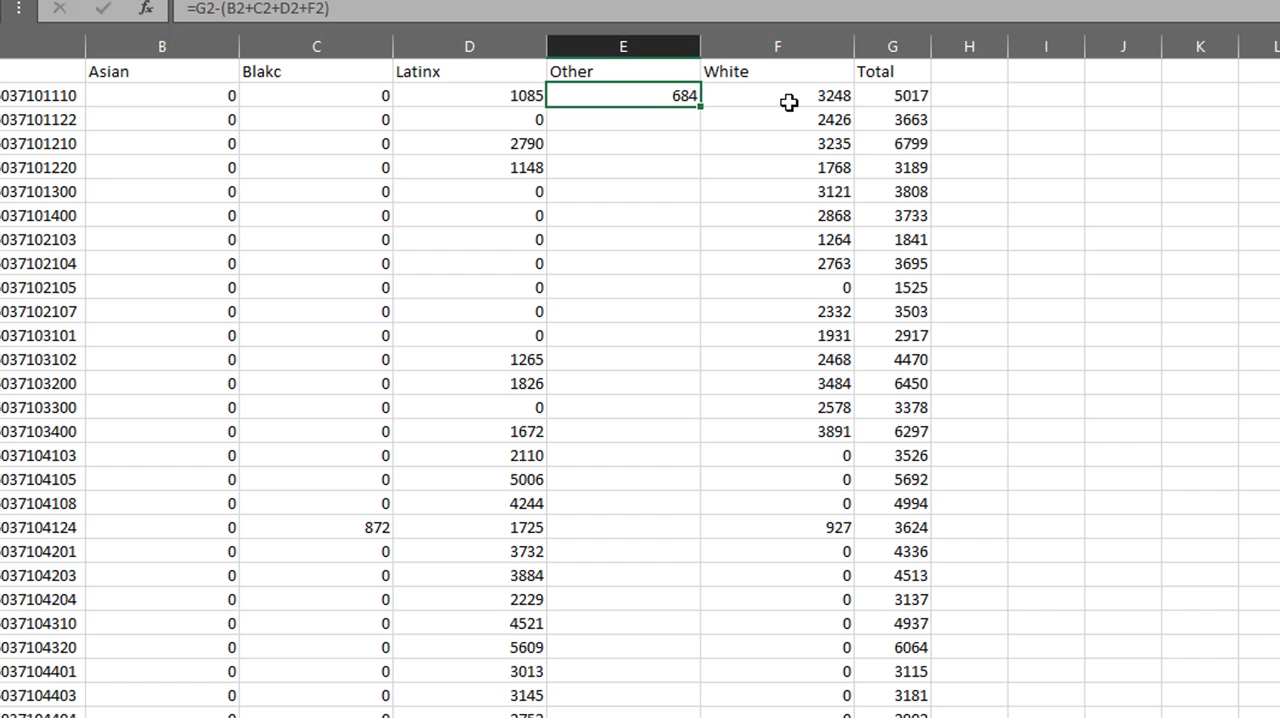 fx =G2-(B2+C2+D2+F2)
B C D E F G H I J K
Asian Blakc Latinx Other White Total
037101110 0 0 1085 684 3248 5017
037101122 0 0 0 2426 3663
037101210 0 0 2790 3235 6799
037101220 0 0 1148 1768 3189
037101300 0 0 0 3121 3808
037101400 0 0 0 2868 3733
037102103 0 0 0 1264 1841
037102104 0 0 0 2763 3695
037102105 0 0 0 0 1525
037102107 0 0 0 2332 3503
037103101 0 0 0 1931 2917
037103102 0 0 1265 2468 4470
037103200 0 0 1826 3484 6450
037103300 0 0 0 2578 3378
037103400 0 0 1672 3891 6297
037104103 0 0 2110 0 3526
037104105 0 0 5006 0 5692
037104108 0 0 4244 0 4994
037104124 0 872 1725 927 3624
037104201 0 0 3732 0 4336
037104203 0 0 3884 0 4513
037104204 0 0 2229 0 3137
037104310 0 0 4521 0 4937
037104320 0 0 5609 0 6064
037104401 0 0 3013 0 3115
037104403 0 0 3145 0 3181